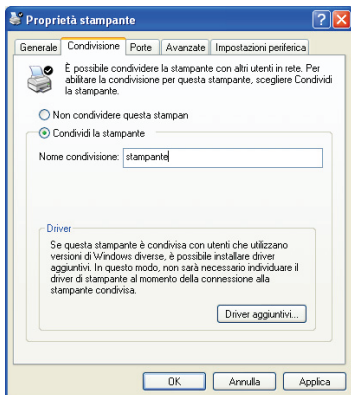 Proprietà stampante
Generale Condivisione Porte Avanzate Impostazioni periferica
È possibile condividere la stampante con altri utenti in rete. Per
abilitare la condivisione per questa stampante, scegliere Condividi
la stampante.
Non condividere questa stampan
Condividi la stampante
Nome condivisione: stampante
Driver
Se questa stampante è condivisa con utenti che utilizzano
versioni di Windows diverse, è possibile installare driver
aggiuntivi. In questo modo, non sarà necessario individuare il
driver di stampante al momento della connessione alla
stampante condivisa.
Driver aggiuntivi...
OK Annulla Applica